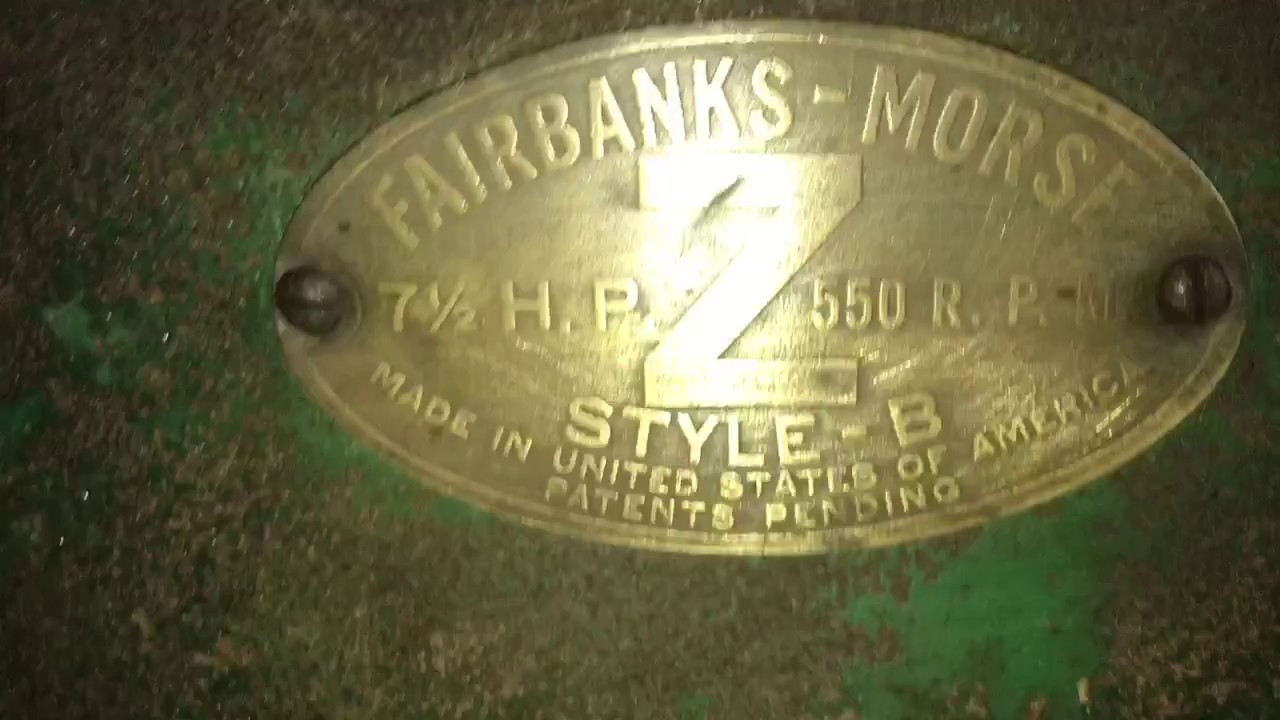 FAIRBANKS-MORSE
Z
7½ H.P. 550 R.P.M.
STYLE-B
MADE IN UNITED STATES OF AMERICA
PATENTS PENDING